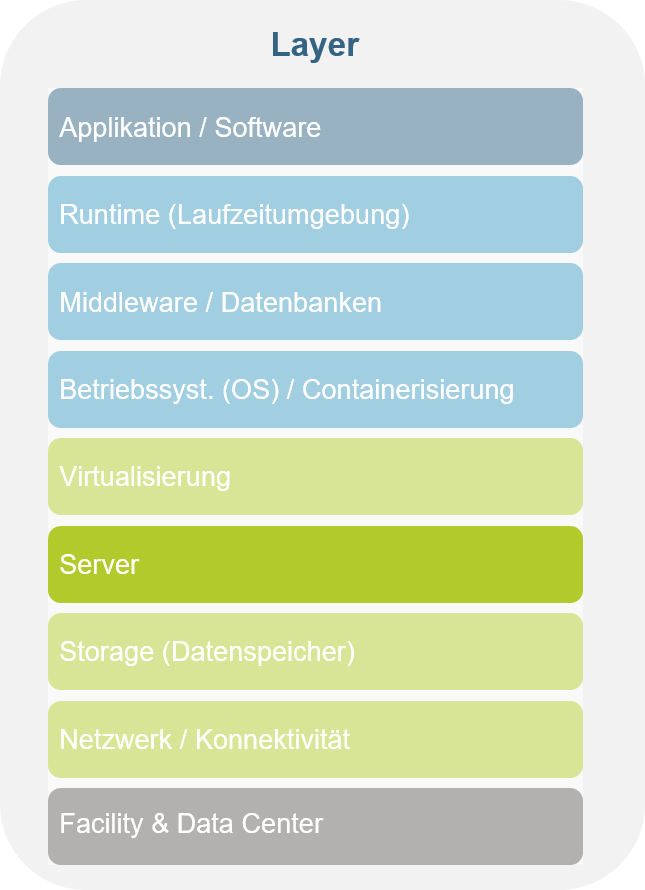 Layer
Applikation / Software
Runtime (Laufzeitumgebung)
Middleware / Datenbanken
Betriebssyst. (OS) / Containerisierung
Virtualisierung
Server
Storage (Datenspeicher)
Netzwerk / Konnektivität
Facility & Data Center